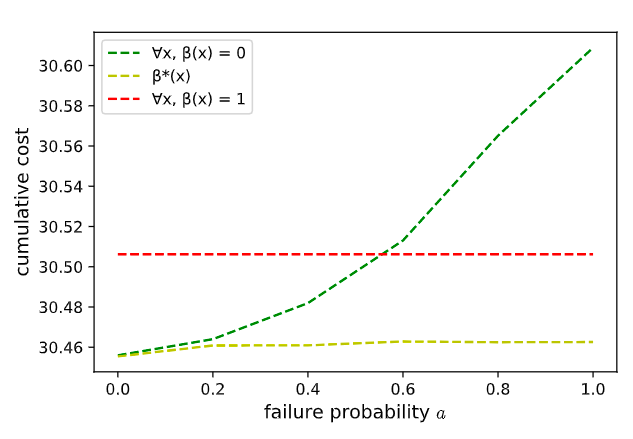 ∀x, β(x) = 0
β*(x)
∀x, β(x) = 1
30.60
30.58
30.56
30.54
30.52
30.50
30.48
30.46
cumulative cost
0.0 0.2 0.4 0.6 0.8 1.0
failure probability a